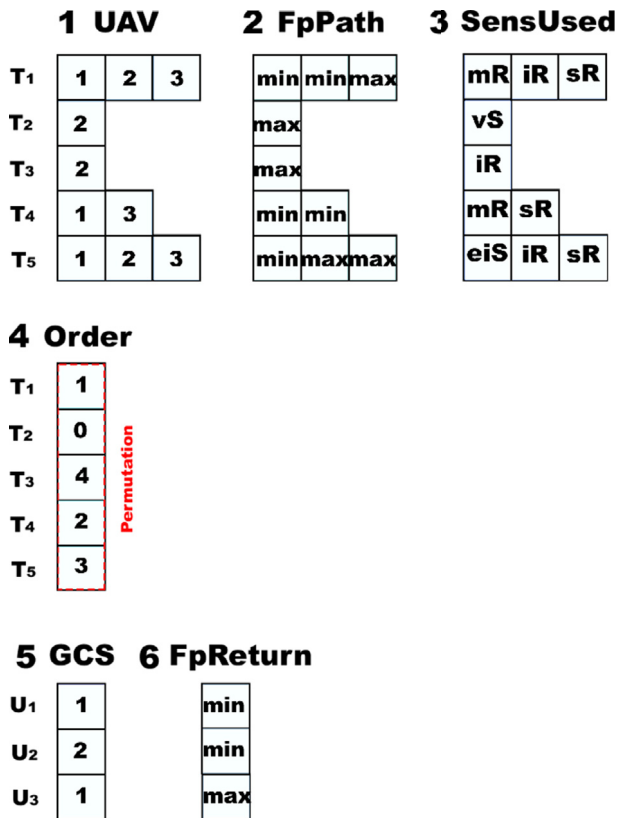 1 UAV 2 FpPath 3 SensUsed
T1 1 2 3 min min max mR iR sR
T2 2 max vS
T3 2 max iR
T4 1 3 min min mR sR
T5 1 2 3 min max max eiS iR sR
4 Order
T1 1
T2 0
T3 4
T4 2
T5 3
Permutation
5 GCS 6 FpReturn
U1 1 min
U2 2 min
U3 1 max